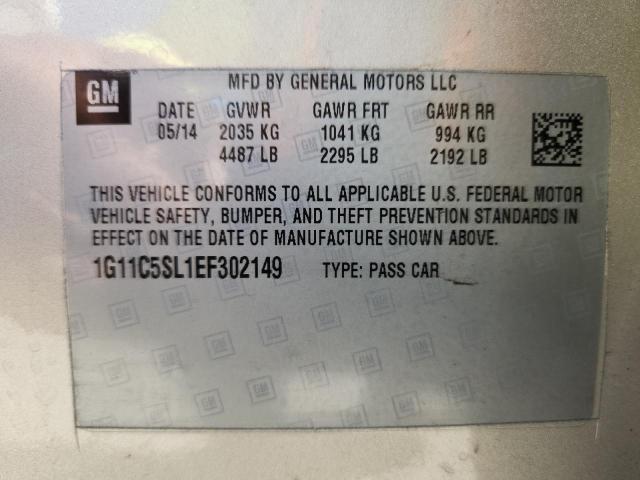 GM
MFD BY GENERAL MOTORS LLC
DATE GVWR GAWR FRT GAWR RR
05/14 2035 KG 1041 KG 994 KG
4487 LB 2295 LB 2192 LB
THIS VEHICLE CONFORMS TO ALL APPLICABLE U.S. FEDERAL MOTOR
VEHICLE SAFETY, BUMPER, AND THEFT PREVENTION STANDARDS IN
EFFECT ON THE DATE OF MANUFACTURE SHOWN ABOVE.
1G11C5SL1EF302149 TYPE: PASS CAR